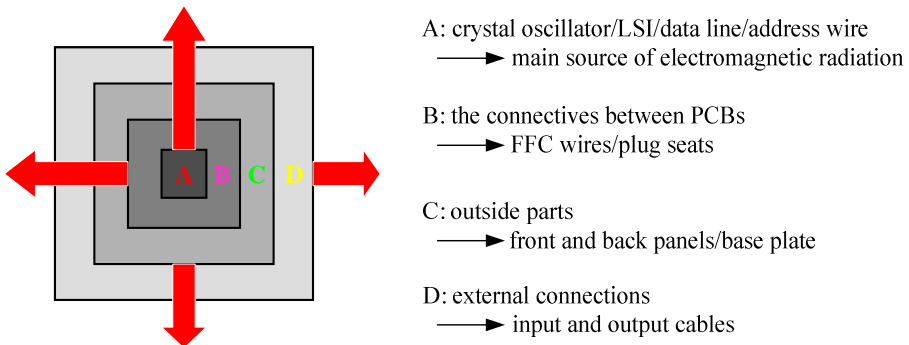 A B C D
A: crystal oscillator/LSI/data line/address wire
main source of electromagnetic radiation
B: the connectives between PCBs
FFC wires/plug seats
C: outside parts
front and back panels/base plate
D: external connections
input and output cables